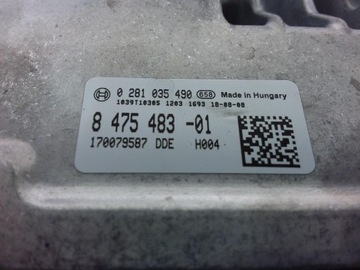 0 281 035 490 658 Made in Hungary
1039T10305 1203 1693 18-08-08
8 475 483 -01
170079587 DDE H004